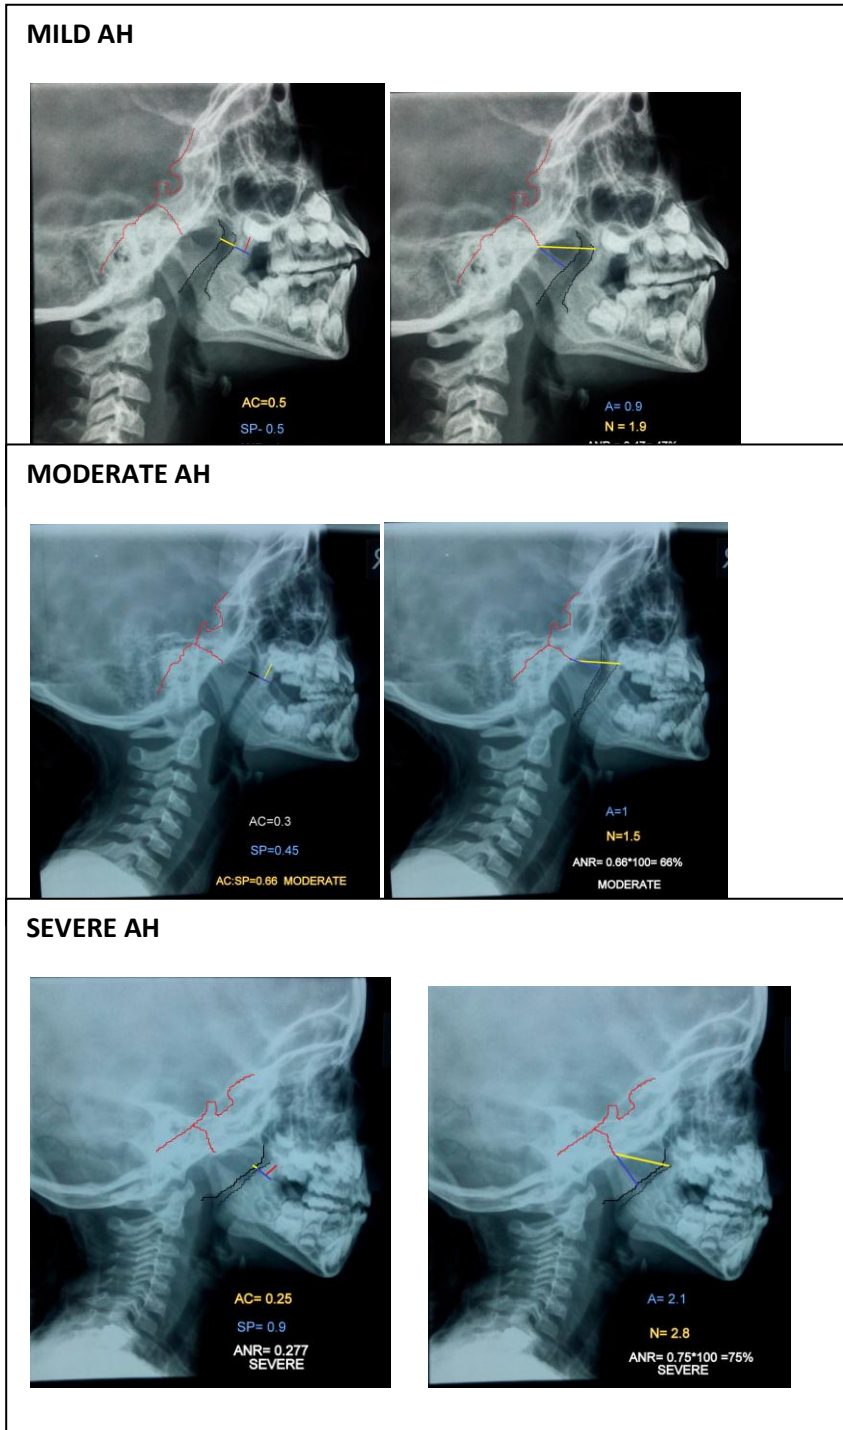 MILD AH
AC=0.5
SP- 0.5
A= 0.9
N = 1.9
MODERATE AH
AC=0.3
SP=0.45
AC:SP=0.66 MODERATE
A=1
N=1.5
ANR= 0.66*100= 66%
MODERATE
SEVERE AH
AC= 0.25
SP= 0.9
ANR= 0.277
SEVERE
A= 2.1
N= 2.8
ANR= 0.75*100 =75%
SEVERE